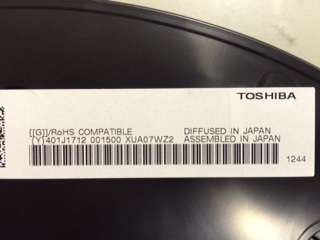 TOSHIBA
[[G]]/RoHS COMPATIBLE DIFFUSED IN JAPAN
(Y)401J1712 001500 XUA07WZ2 ASSEMBLED IN JAPAN
1244